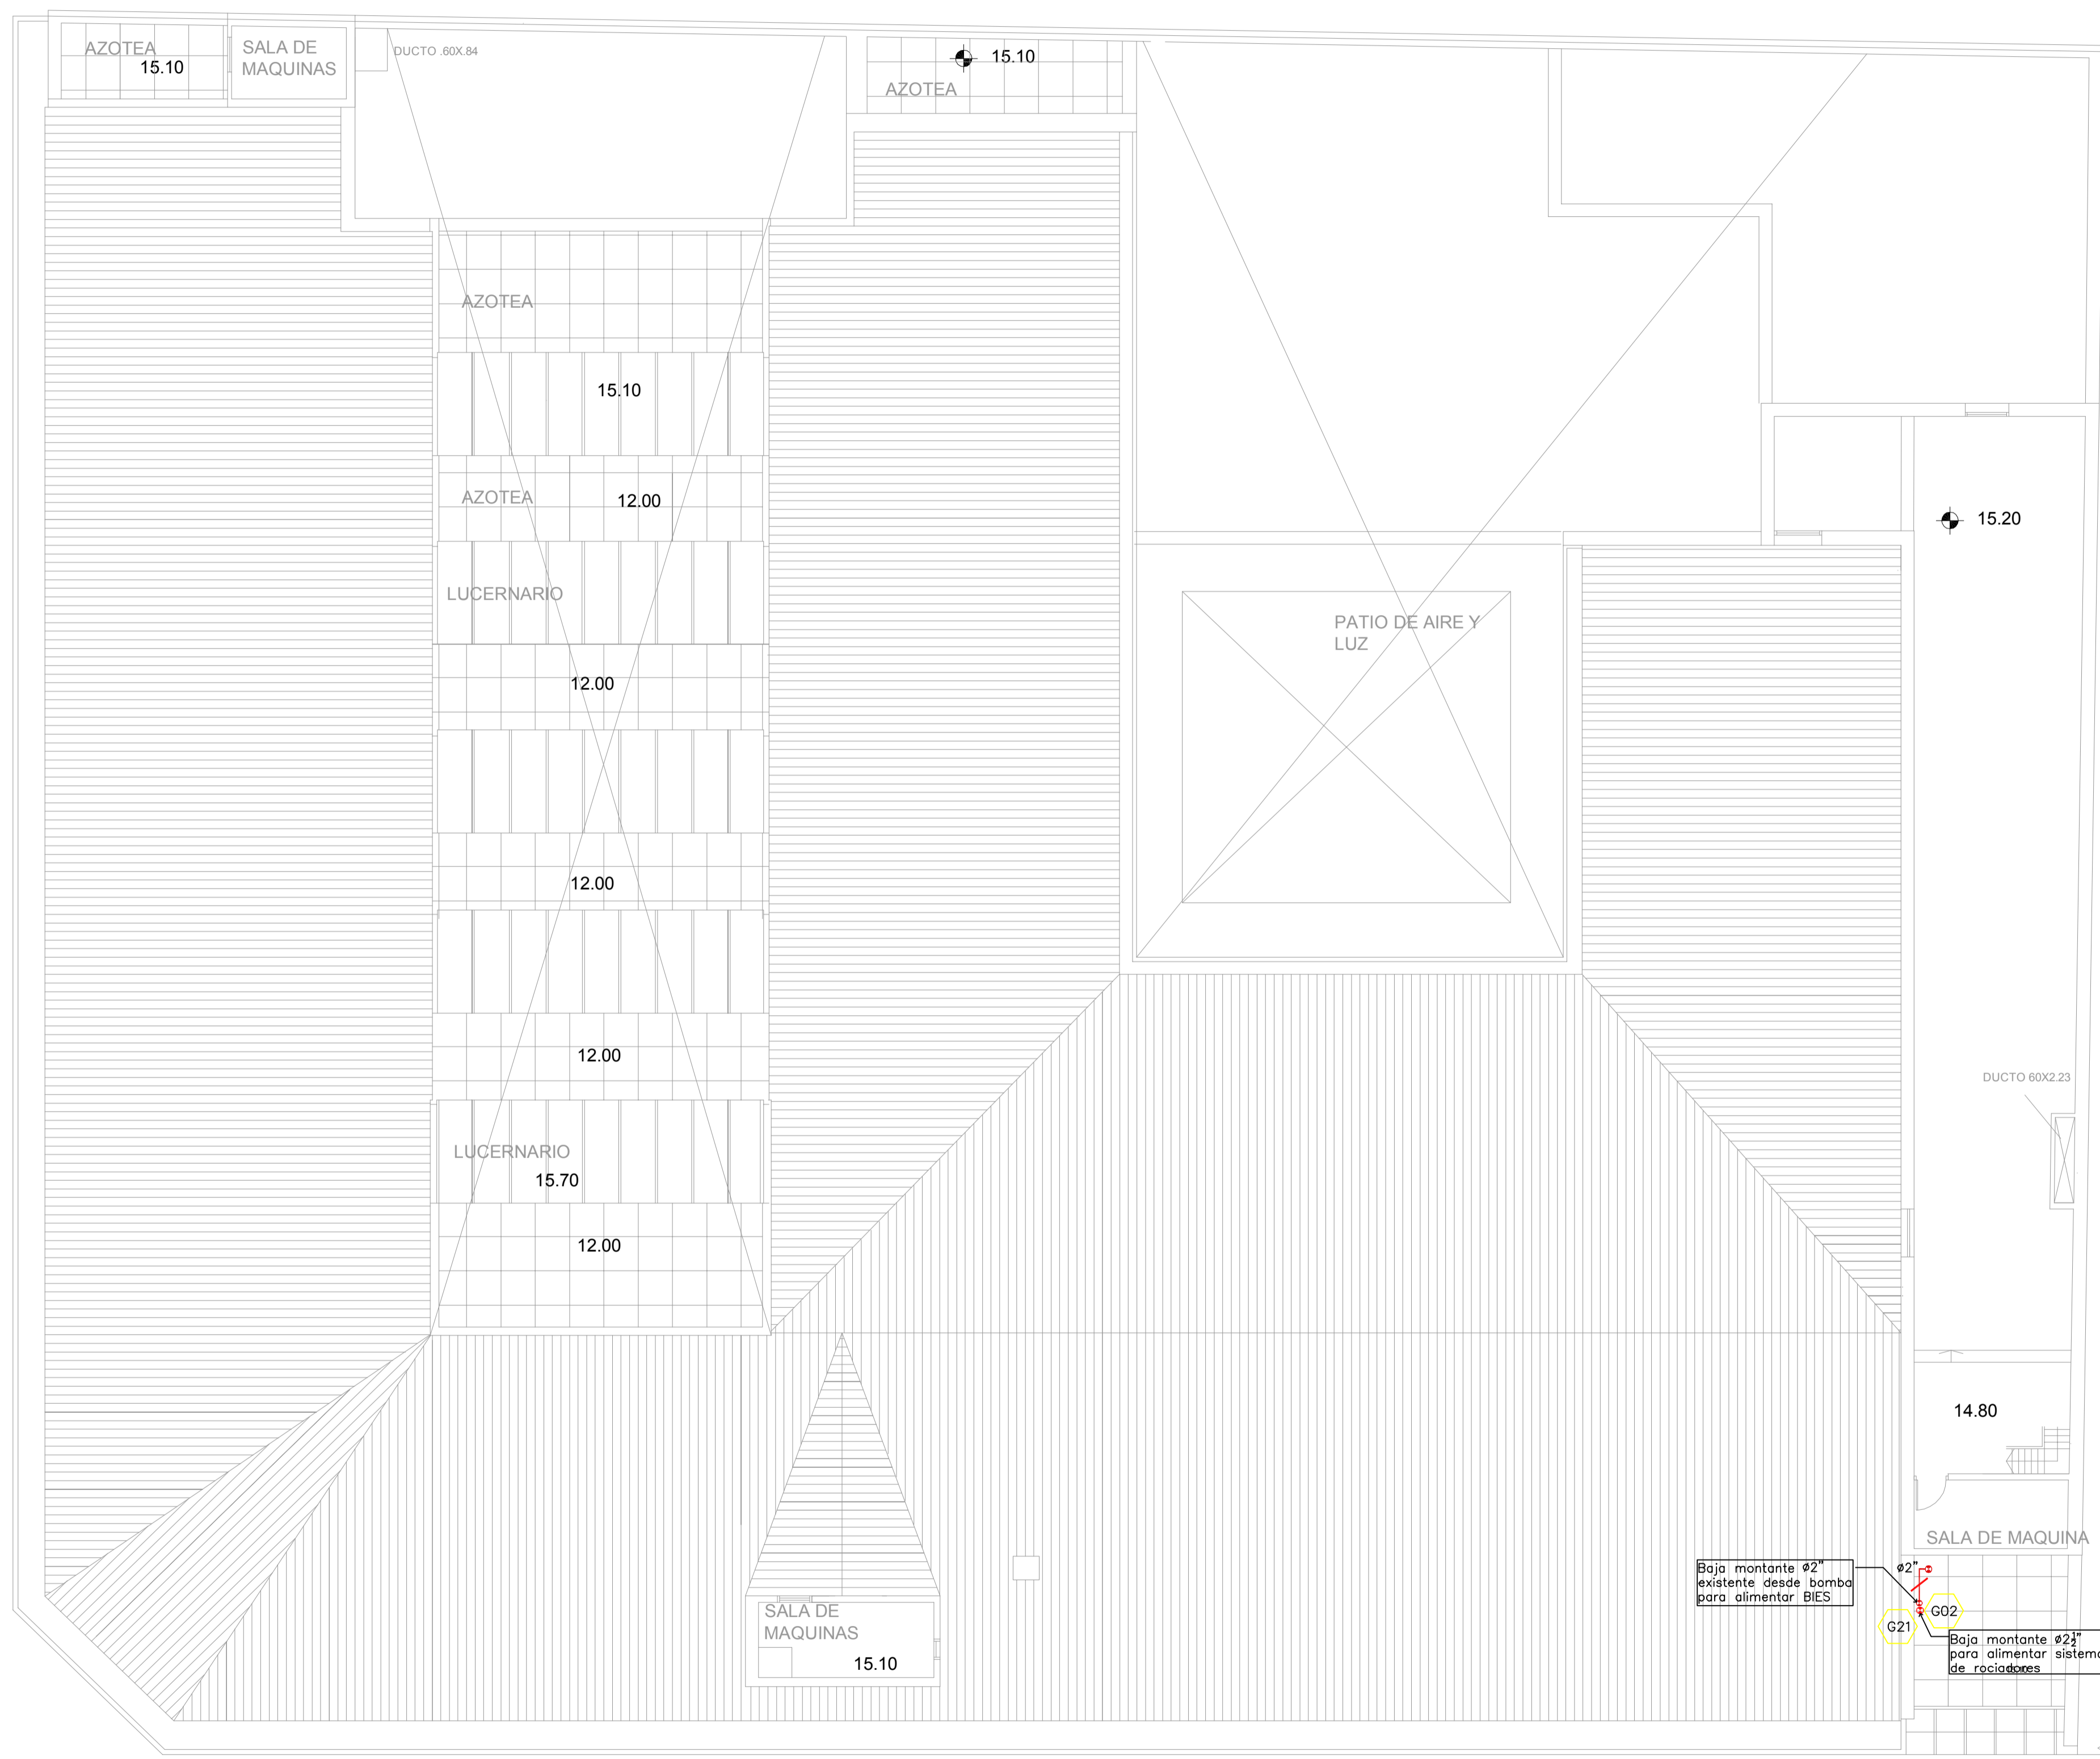 AZOTEA
15.10
SALA DE
MAQUINAS
DUCTO .60X.84
15.10
AZOTEA
AZOTEA
15.10
AZOTEA
12.00
15.20
LUCERNARIO
PATIO DE AIRE Y
LUZ
12.00
12.00
12.00
DUCTO 60X2.23
LUCERNARIO
15.70
12.00
14.80
SALA DE MAQUINA
Baja montante ø2"
existente desde bomba
para alimentar BIES
ø2"
G02
G21
SALA DE
MAQUINAS
15.10
Baja montante ø2½"
para alimentar sistema
de rociadores